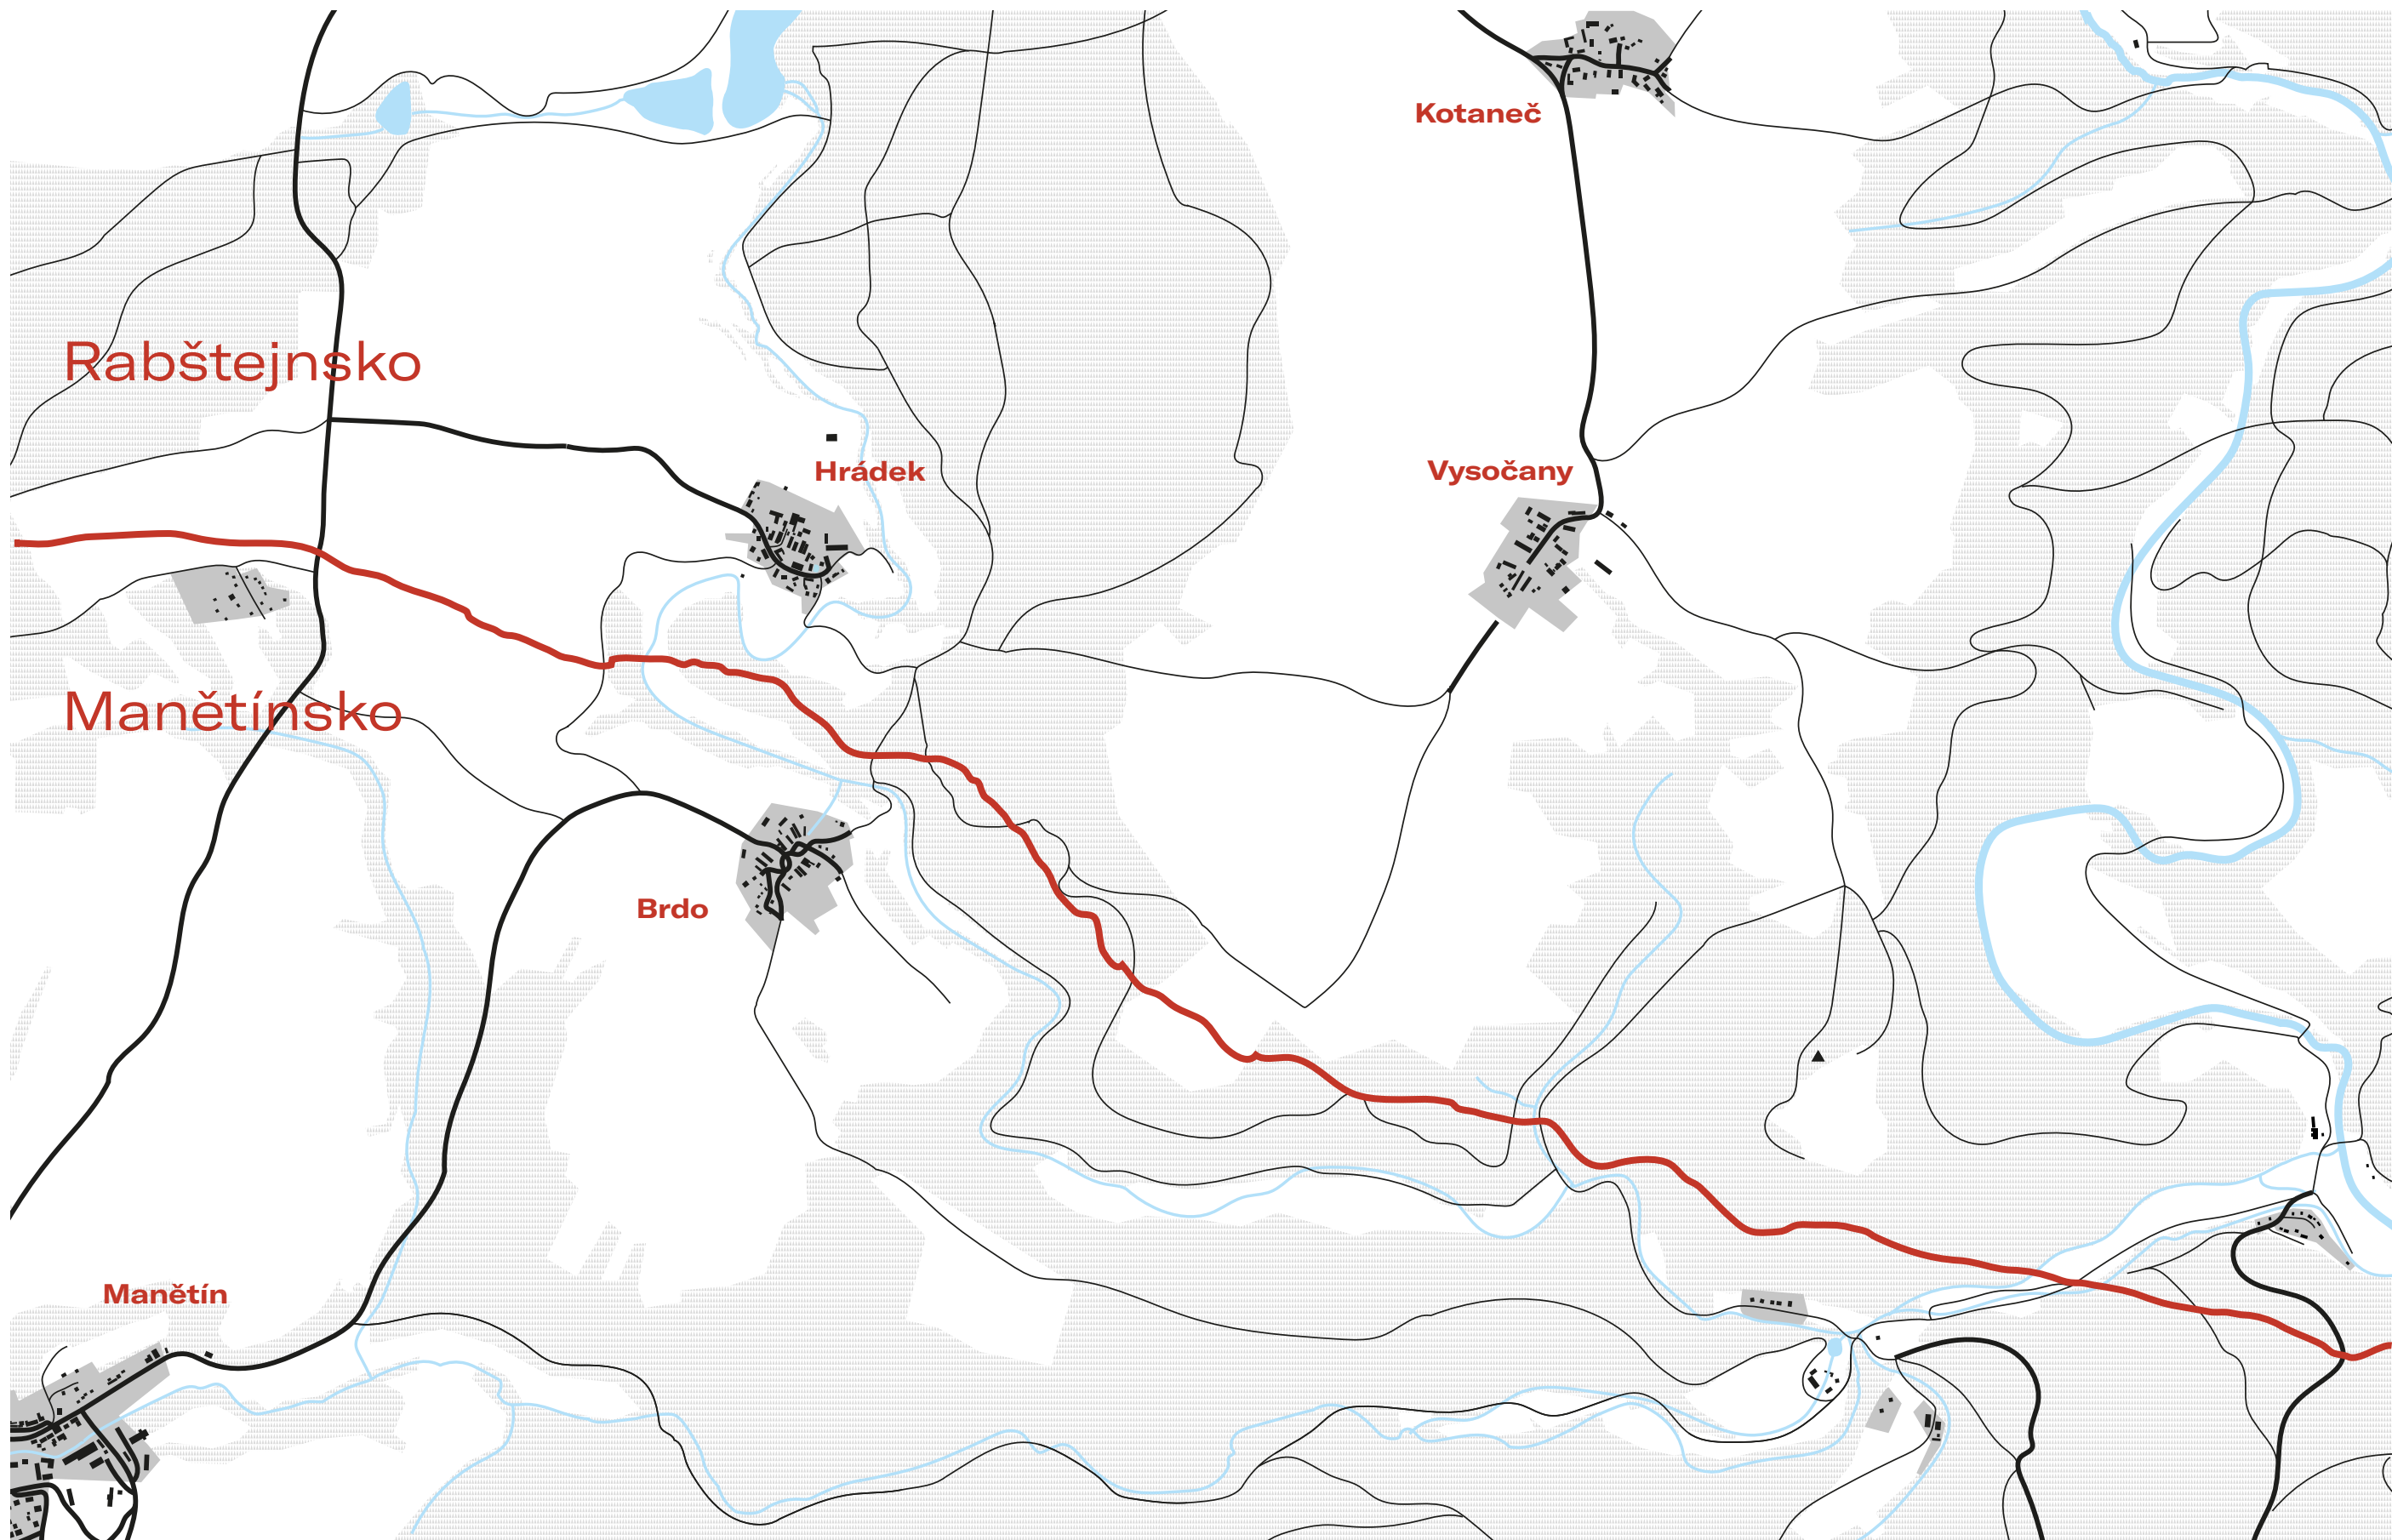 Kotaneč
Rabštejnsko
Hrádek
Vysočany
Manětínsko
Brdo
Manětín